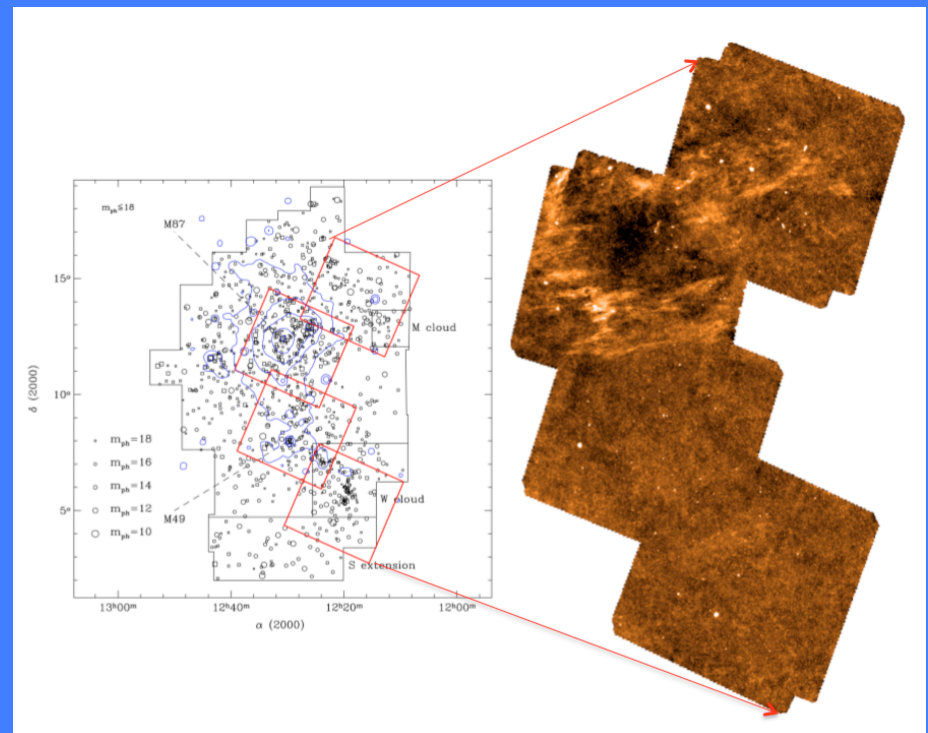 m_ph≤18
M87
15°
M cloud
10°
δ (2000)
m_ph=18
m_ph=16
m_ph=14
m_ph=12
m_ph=10
W cloud
5°
M49
S extension
13ʰ00ᵐ
12ʰ40ᵐ
12ʰ20ᵐ
12ʰ00ᵐ
α (2000)